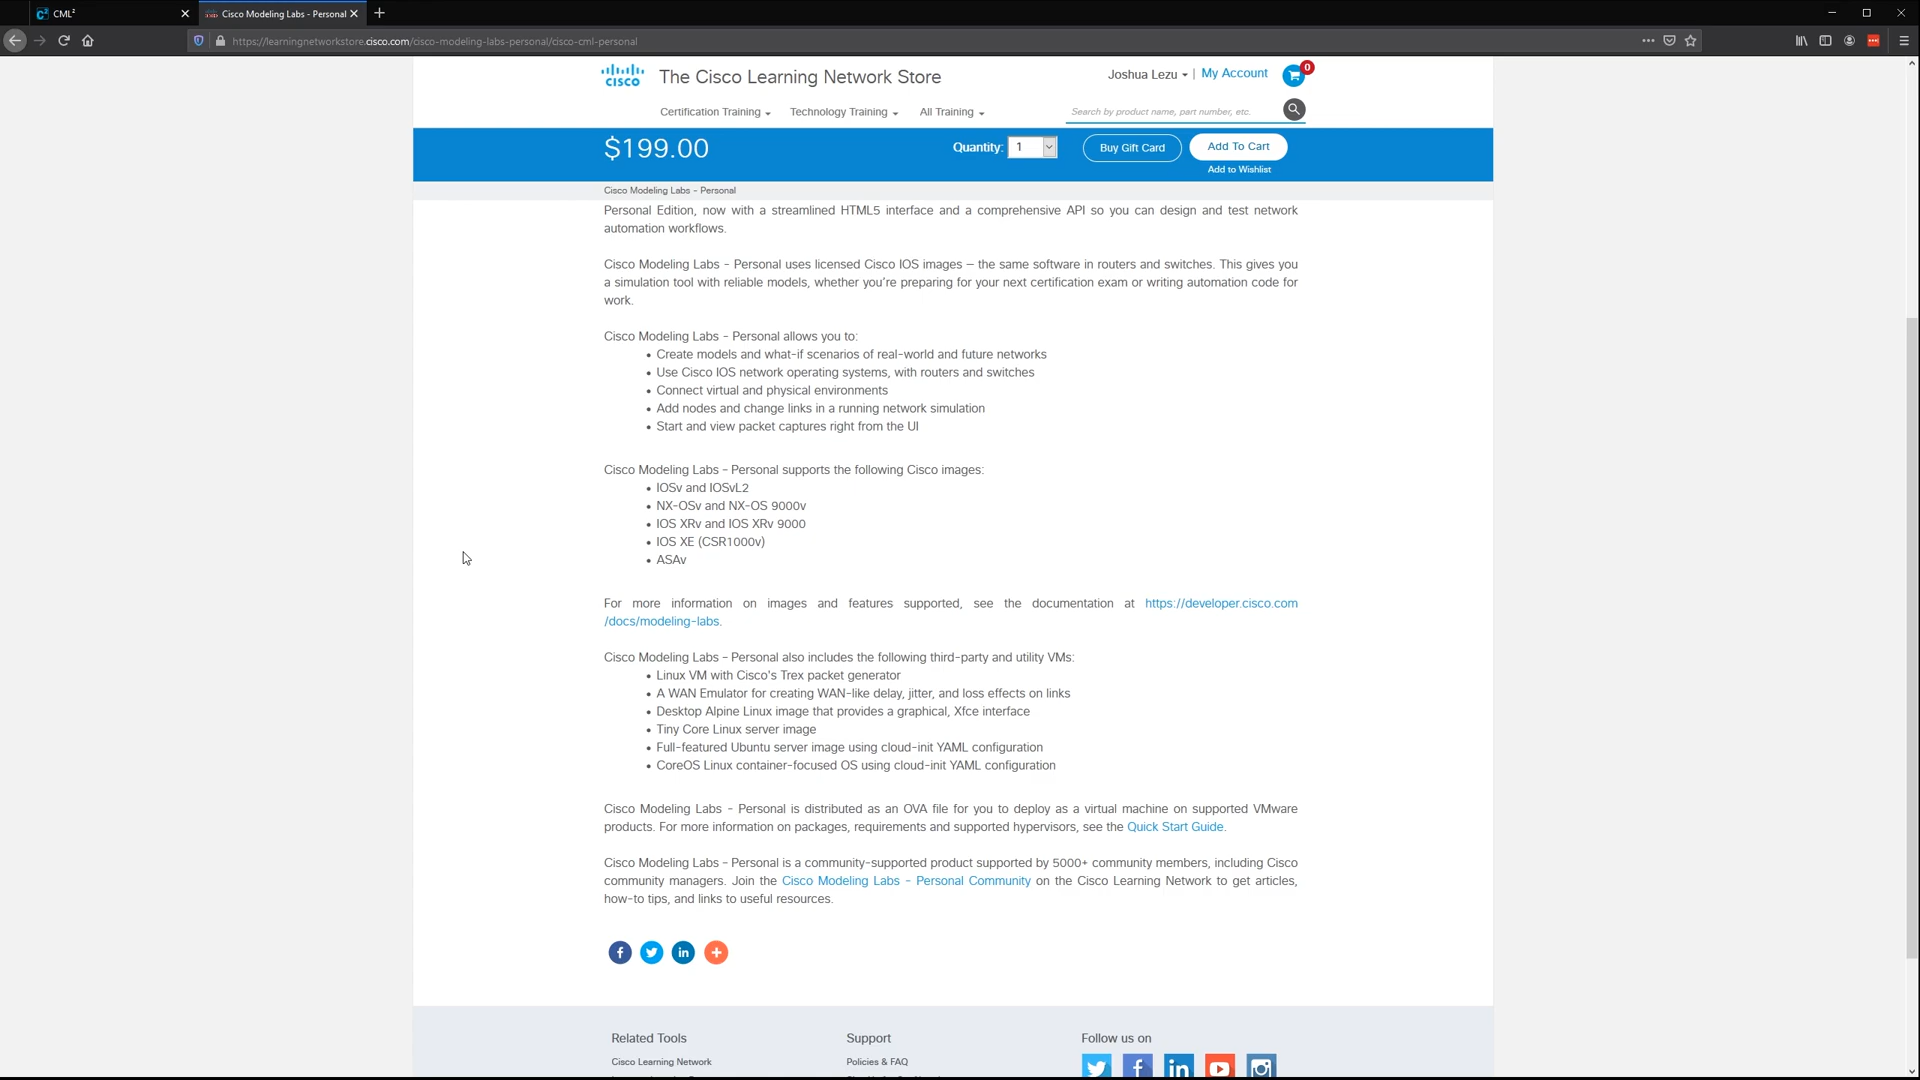 CML²
Cisco Modeling Labs - Personal
https://learningnetworkstore.cisco.com/cisco-modeling-labs-personal/cisco-cml-personal
cisco
The Cisco Learning Network Store
Joshua Lezu | My Account
0
Certification Training
Technology Training
All Training
Search by product name, part number, etc.
$199.00
Quantity: 1
Buy Gift Card
Add To Cart
Add to Wishlist
Cisco Modeling Labs - Personal
Personal Edition, now with a streamlined HTML5 interface and a comprehensive API so you can design and test network
automation workflows.
Cisco Modeling Labs - Personal uses licensed Cisco IOS images – the same software in routers and switches. This gives you
a simulation tool with reliable models, whether you're preparing for your next certification exam or writing automation code for
work.
Cisco Modeling Labs - Personal allows you to:
• Create models and what-if scenarios of real-world and future networks
• Use Cisco IOS network operating systems, with routers and switches
• Connect virtual and physical environments
• Add nodes and change links in a running network simulation
• Start and view packet captures right from the UI
Cisco Modeling Labs - Personal supports the following Cisco images:
• IOSv and IOSvL2
• NX-OSv and NX-OS 9000v
• IOS XRv and IOS XRv 9000
• IOS XE (CSR1000v)
• ASAv
For more information on images and features supported, see the documentation at https://developer.cisco.com
/docs/modeling-labs.
Cisco Modeling Labs - Personal also includes the following third-party and utility VMs:
• Linux VM with Cisco's Trex packet generator
• A WAN Emulator for creating WAN-like delay, jitter, and loss effects on links
• Desktop Alpine Linux image that provides a graphical, Xfce interface
• Tiny Core Linux server image
• Full-featured Ubuntu server image using cloud-init YAML configuration
• CoreOS Linux container-focused OS using cloud-init YAML configuration
Cisco Modeling Labs - Personal is distributed as an OVA file for you to deploy as a virtual machine on supported VMware
products. For more information on packages, requirements and supported hypervisors, see the Quick Start Guide.
Cisco Modeling Labs - Personal is a community-supported product supported by 5000+ community members, including Cisco
community managers. Join the Cisco Modeling Labs - Personal Community on the Cisco Learning Network to get articles,
how-to tips, and links to useful resources.
Related Tools
Support
Follow us on
Cisco Learning Network
Policies & FAQ